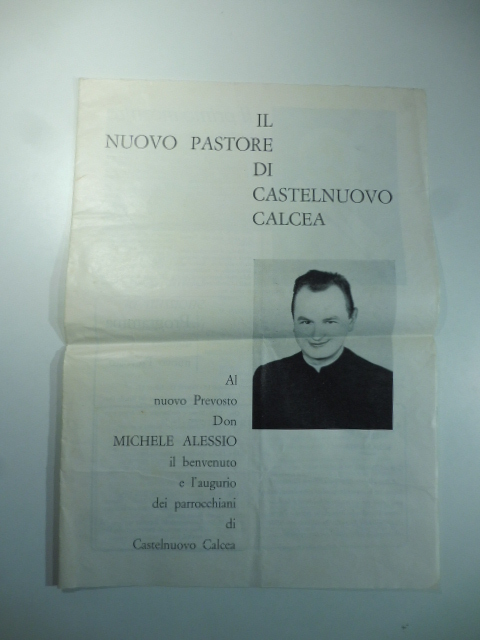 IL
NUOVO PASTORE
DI
CASTELNUOVO
CALCEA
Al
nuovo Prevosto
Don
MICHELE ALESSIO
il benvenuto
e l'augurio
dei parrocchiani
di
Castelnuovo Calcea